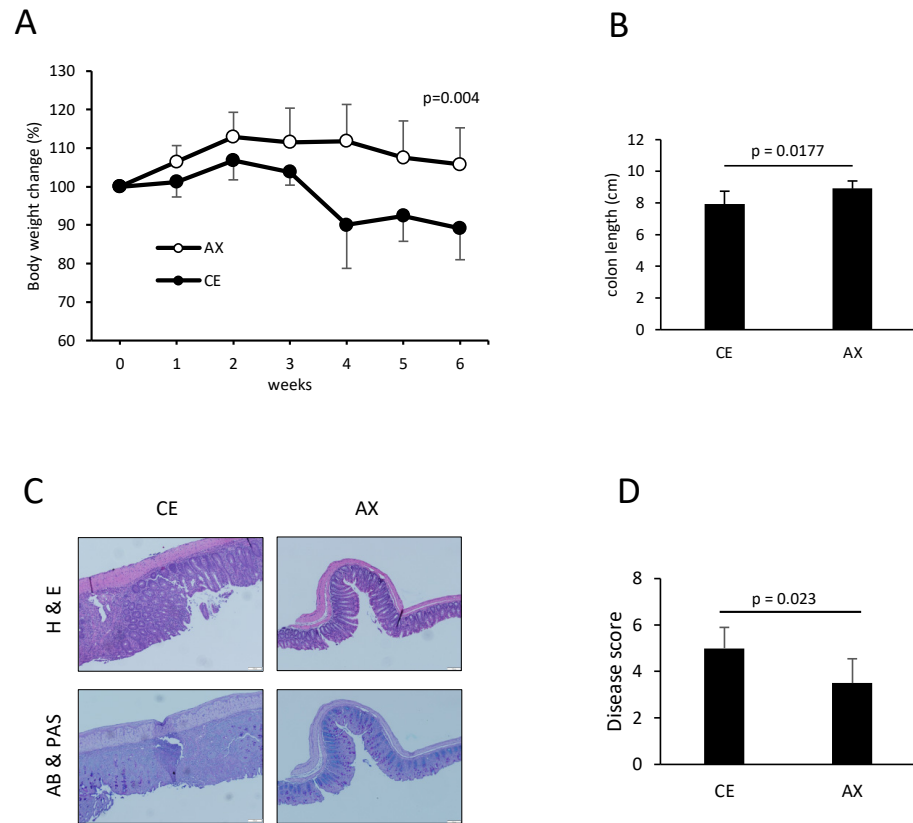 A
130
120
110
100
90
80
70
60
Body weight change (%)
p=0.004
AX
CE
0 1 2 3 4 5 6
weeks
B
12
10
8
6
4
2
0
colon length (cm)
p = 0.0177
CE AX
C
CE AX
H & E
AB & PAS
D
8
6
4
2
0
Disease score
p = 0.023
CE AX